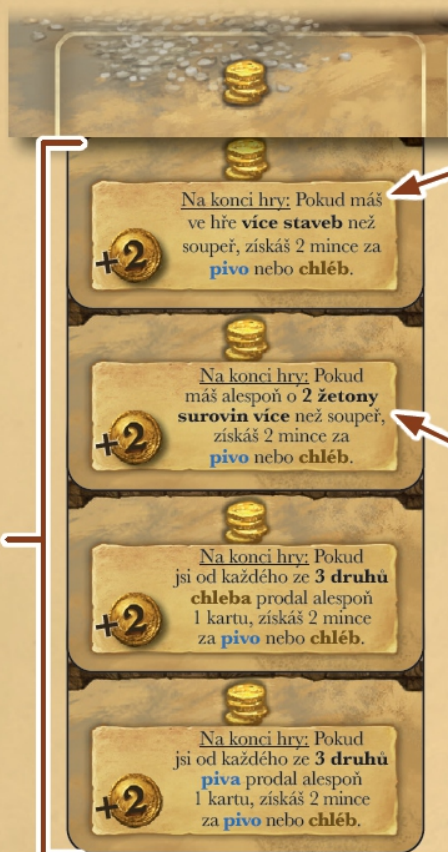 Na konci hry: Pokud máš
ve hře více staveb než
soupeř, získáš 2 mince za
pivo nebo chléb.
+2
Na konci hry: Pokud
máš alespoň o 2 žetony
surovin více než soupeř,
získáš 2 mince za
pivo nebo chléb.
+2
Na konci hry: Pokud
jsi od každého ze 3 druhů
chleba prodal alespoň
1 kartu, získáš 2 mince
za pivo nebo chléb.
+2
Na konci hry: Pokud
jsi od každého ze 3 druhů
piva prodal alespoň
1 kartu, získáš 2 mince
za pivo nebo chléb.
+2